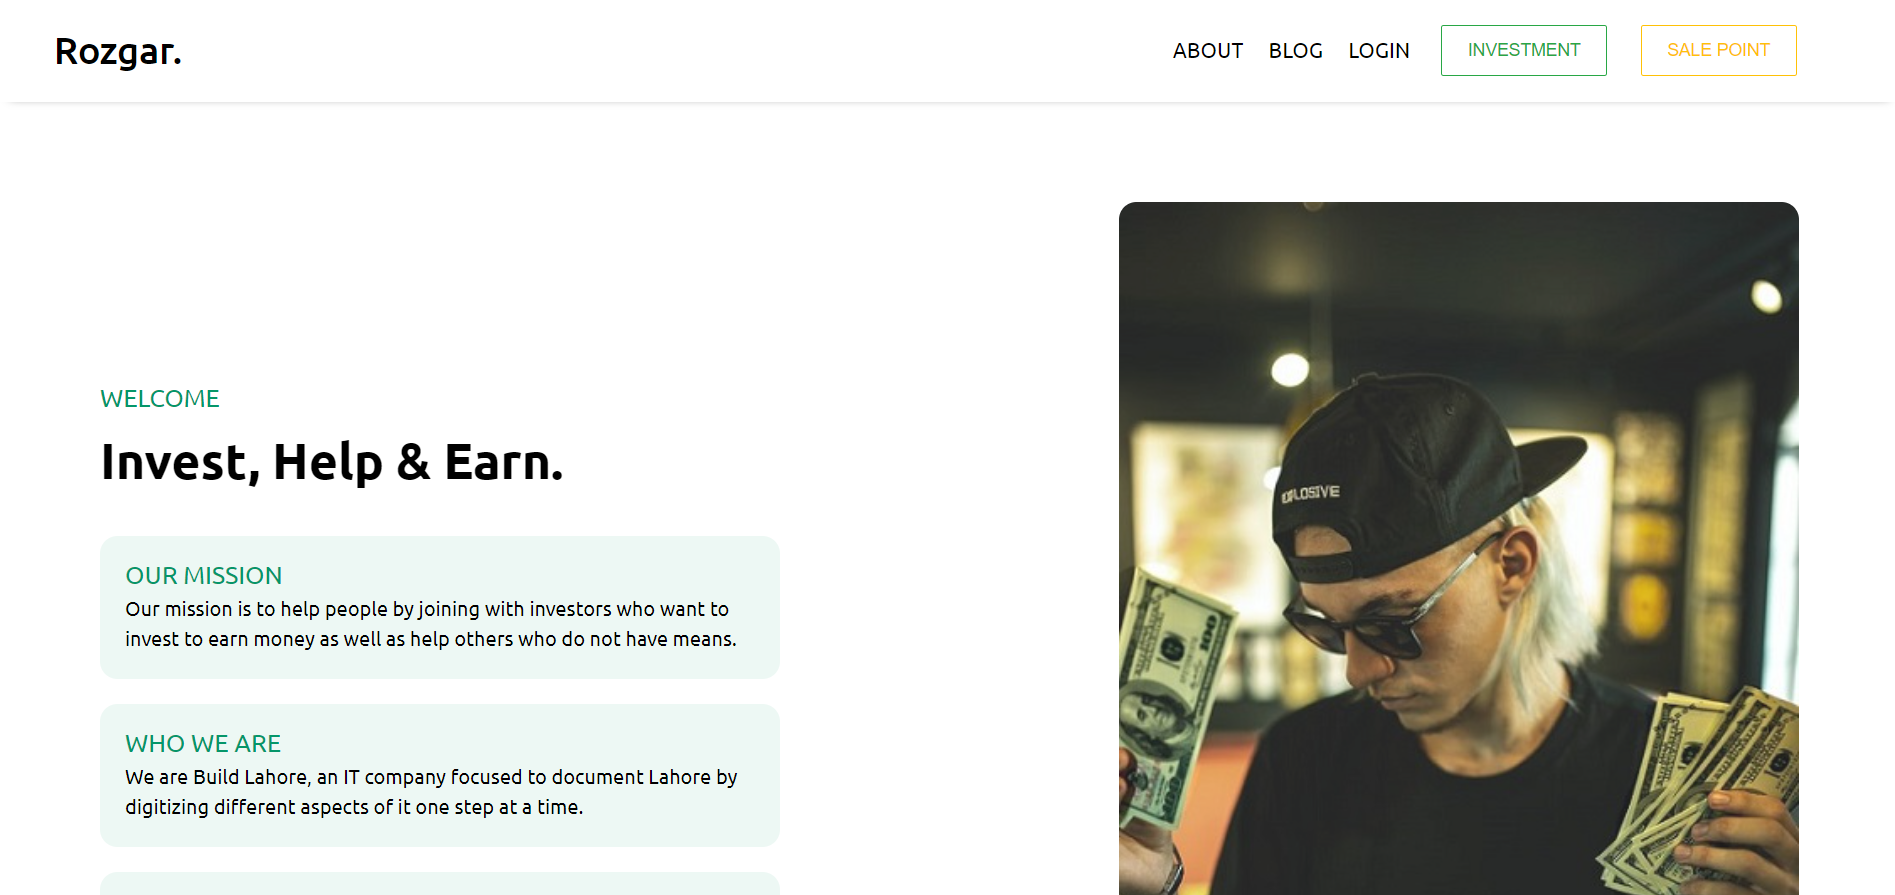 Rozgar.
ABOUT BLOG LOGIN INVESTMENT SALE POINT
WELCOME
Invest, Help & Earn.
OUR MISSION
Our mission is to help people by joining with investors who want to
invest to earn money as well as help others who do not have means.
WHO WE ARE
We are Build Lahore, an IT company focused to document Lahore by
digitizing different aspects of it one step at a time.
100
100